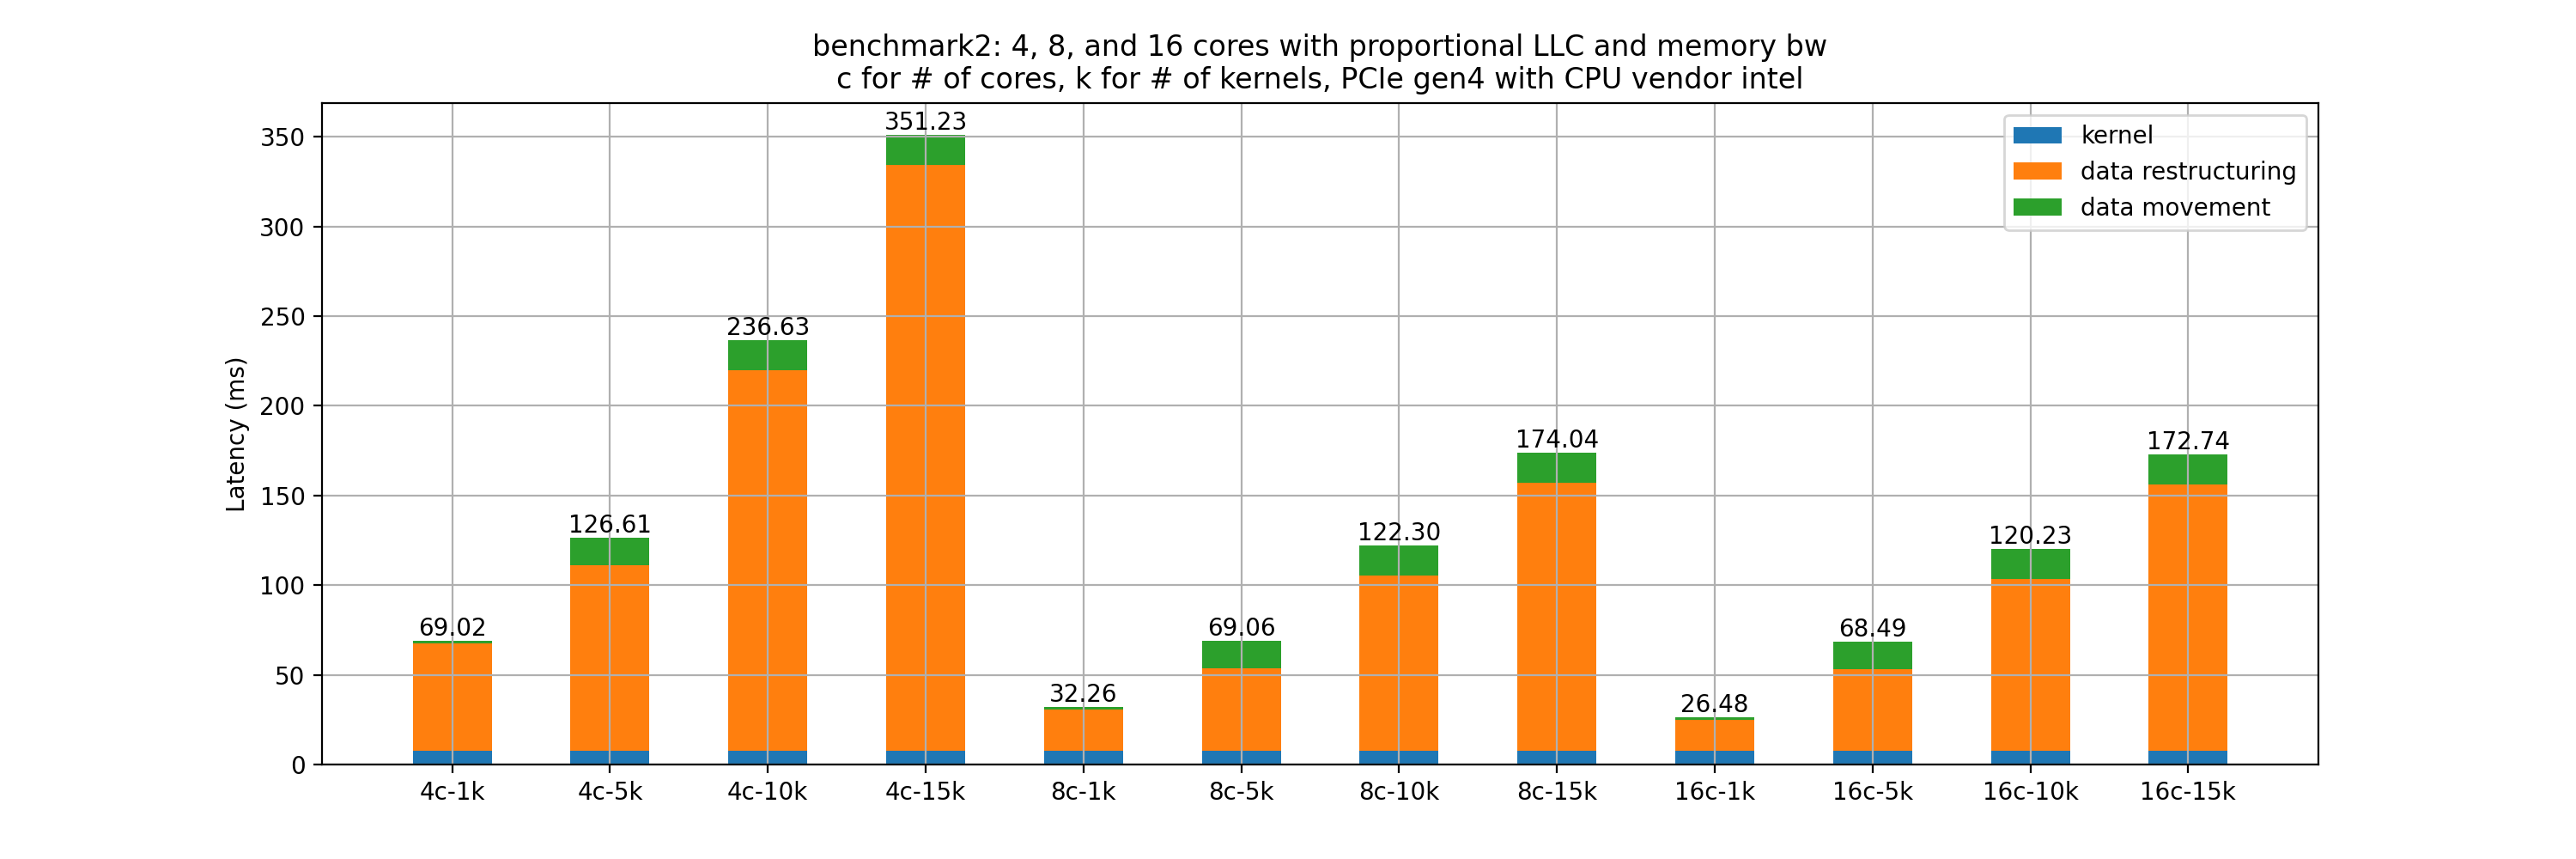 benchmark2: 4, 8, and 16 cores with proportional LLC and memory bw
c for # of cores, k for # of kernels, PCIe gen4 with CPU vendor intel
kernel
data restructuring
data movement
Latency (ms)
350
300
250
200
150
100
50
0
69.02
126.61
236.63
351.23
32.26
69.06
122.30
174.04
26.48
68.49
120.23
172.74
4c-1k
4c-5k
4c-10k
4c-15k
8c-1k
8c-5k
8c-10k
8c-15k
16c-1k
16c-5k
16c-10k
16c-15k